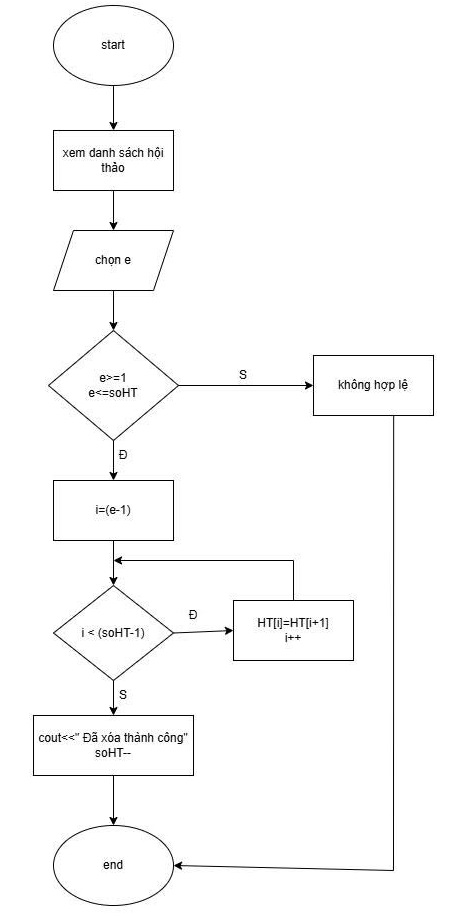 start
xem danh sách hội
thảo
chọn e
e>=1
e<=soHT
S
không hợp lệ
Đ
i=(e-1)
i < (soHT-1)
Đ
HT[i]=HT[i+1]
i++
S
cout<<" Đã xóa thành công"
soHT--
end